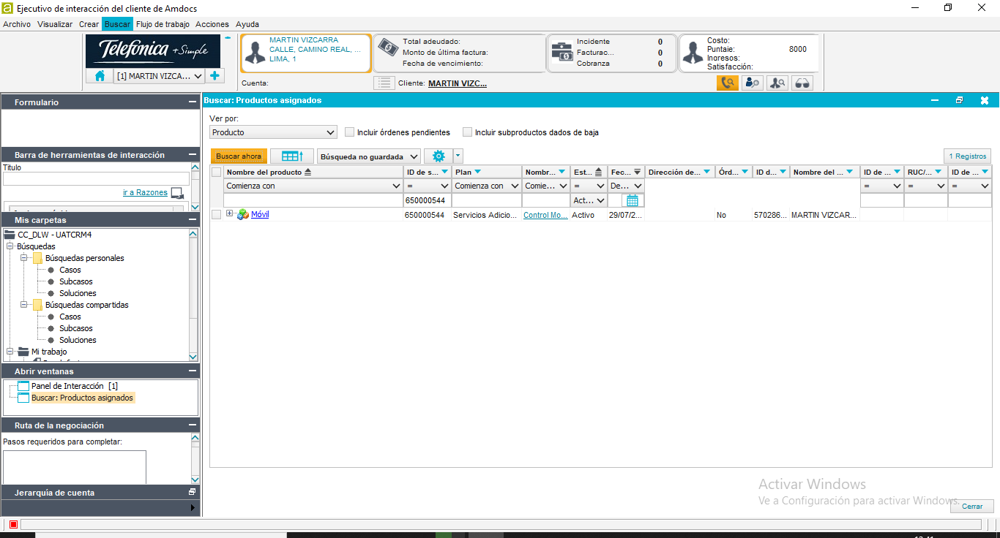 Ejecutivo de interacción del cliente de Amdocs
Archivo Visualizar Crear Buscar Flujo de trabajo Acciones Ayuda
Telefónica +Simple
[1] MARTIN VIZCA...
MARTIN VIZCARRA
CALLE, CAMINO REAL, ...
LIMA, 1
Total adeudado:
Monto de última factura:
Fecha de vencimiento:
Incidente 0
Facturac... 0
Cobranza 0
Costo:
Puntaie: 8000
Inoresos:
Satisfacción:
Cuenta:
Cliente: MARTIN VIZC...
Formulario
Barra de herramientas de interacción
Titulo
ir a Razones
Mis carpetas
CC_DLW - UATCRM4
Búsquedas
Búsquedas personales
Casos
Subcasos
Soluciones
Búsquedas compartidas
Casos
Subcasos
Soluciones
Mi trabajo
Abrir ventanas
Panel de Interacción [1]
Buscar: Productos asignados
Ruta de la negociación
Pasos requeridos para completar:
Jerarquía de cuenta
Buscar: Productos asignados
Ver por:
Producto
Incluir órdenes pendientes
Incluir subproductos dados de baja
Buscar ahora
Búsqueda no guardada
1 Registros
Nombre del producto ID de s... Plan Nombr... Est... Fec... Dirección de... Órd... ID d... Nombre del ... ID de ... RUC/... ID de ...
Comienza con = Comienza con Comie... = De... = = =
650000544 Act...
Móvil 650000544 Servicios Adicio... Control Mo... Activo 29/07/2... No 570286... MARTIN VIZCAR...
Activar Windows
Ve a Configuración para activar Windows.
Cerrar